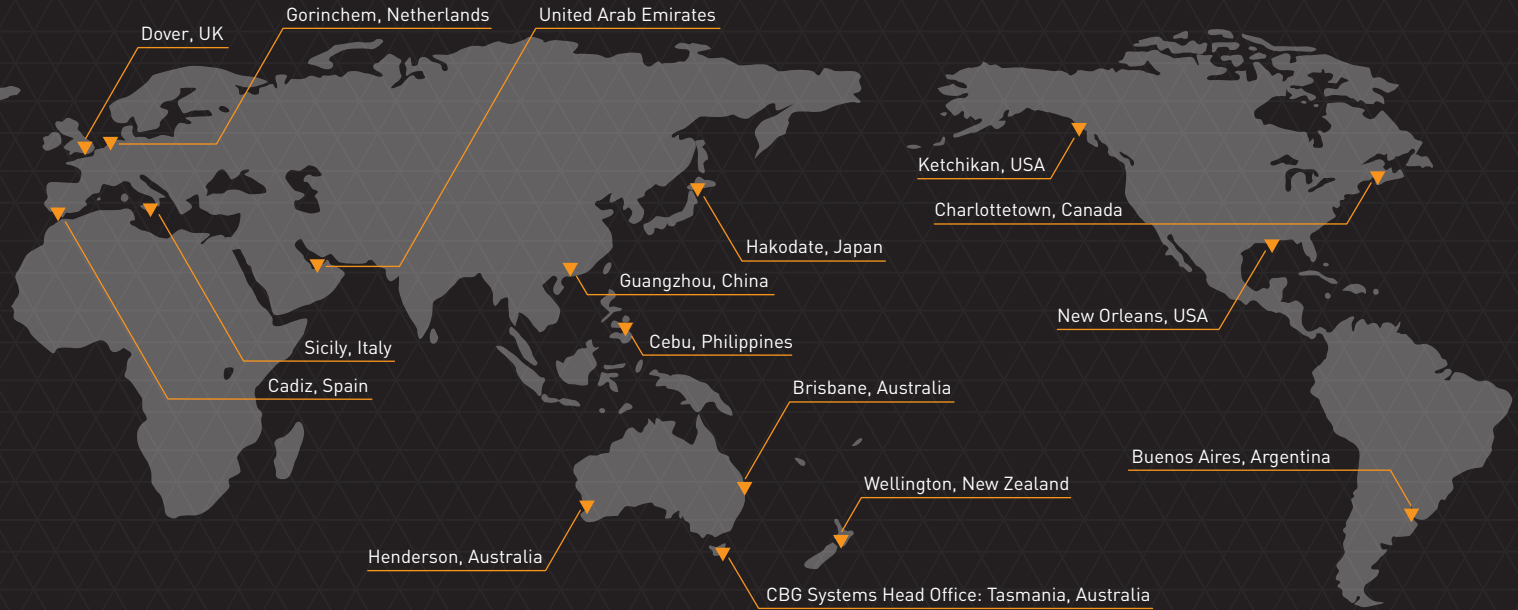 Gorinchem, Netherlands
United Arab Emirates
Dover, UK
Ketchikan, USA
Charlottetown, Canada
Hakodate, Japan
Guangzhou, China
New Orleans, USA
Cebu, Philippines
Sicily, Italy
Cadiz, Spain
Brisbane, Australia
Buenos Aires, Argentina
Wellington, New Zealand
Henderson, Australia
CBG Systems Head Office: Tasmania, Australia